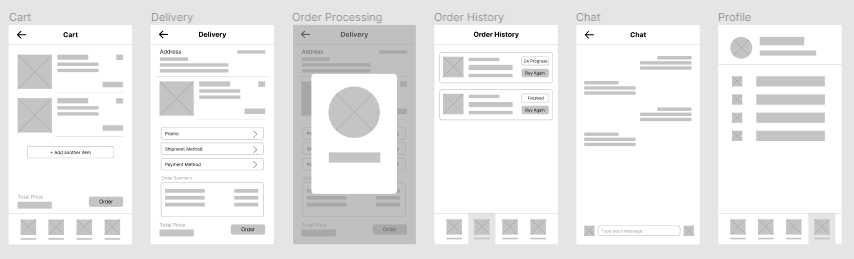 Cart
Cart
+ Add another item
Total Price
Order
Delivery
Delivery
Address
Promo
Shipment Method
Payment Method
Order Summary
Total Price
Order
Order Processing
Delivery
Address
Total Price
Order
Order History
Order History
On Progress
Buy Again
Finished
Buy Again
Chat
Chat
Type your message
Profile